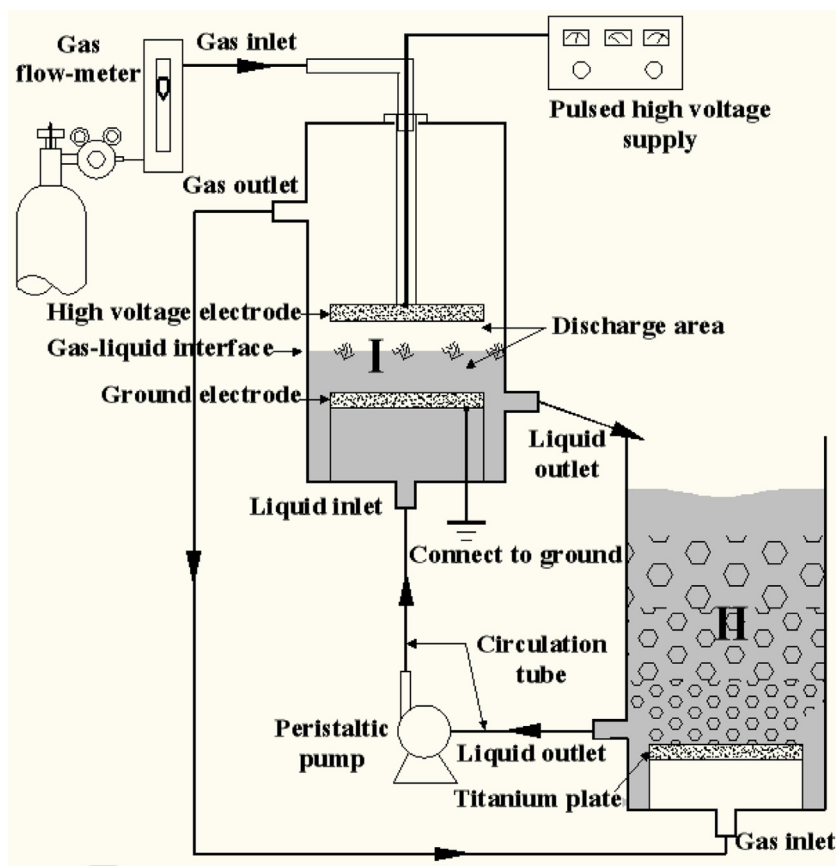 Gas
flow-meter
Gas inlet
Pulsed high voltage
supply
Gas outlet
High voltage electrode
Discharge area
Gas-liquid interface
I
Ground electrode
Liquid
outlet
Liquid inlet
Connect to ground
II
Circulation
tube
Peristaltic
pump
Liquid outlet
Titanium plate
Gas inlet